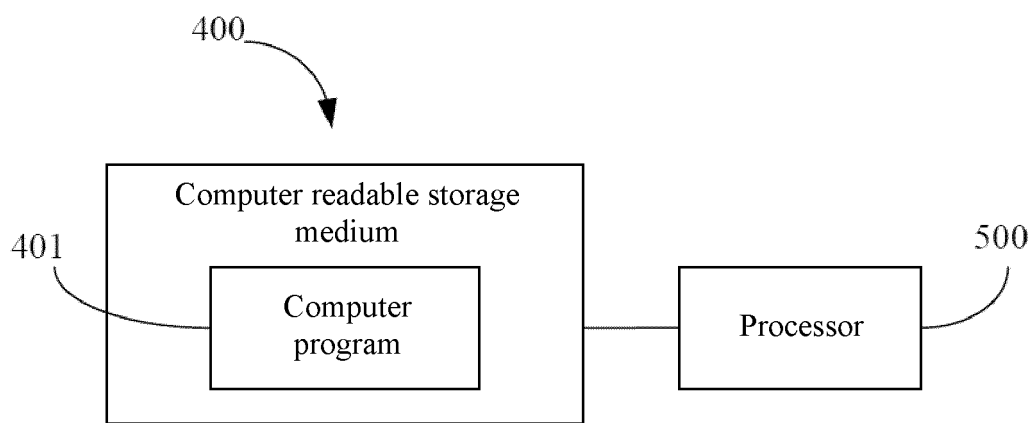 400
Computer readable storage
medium
401
Computer
program
Processor
500